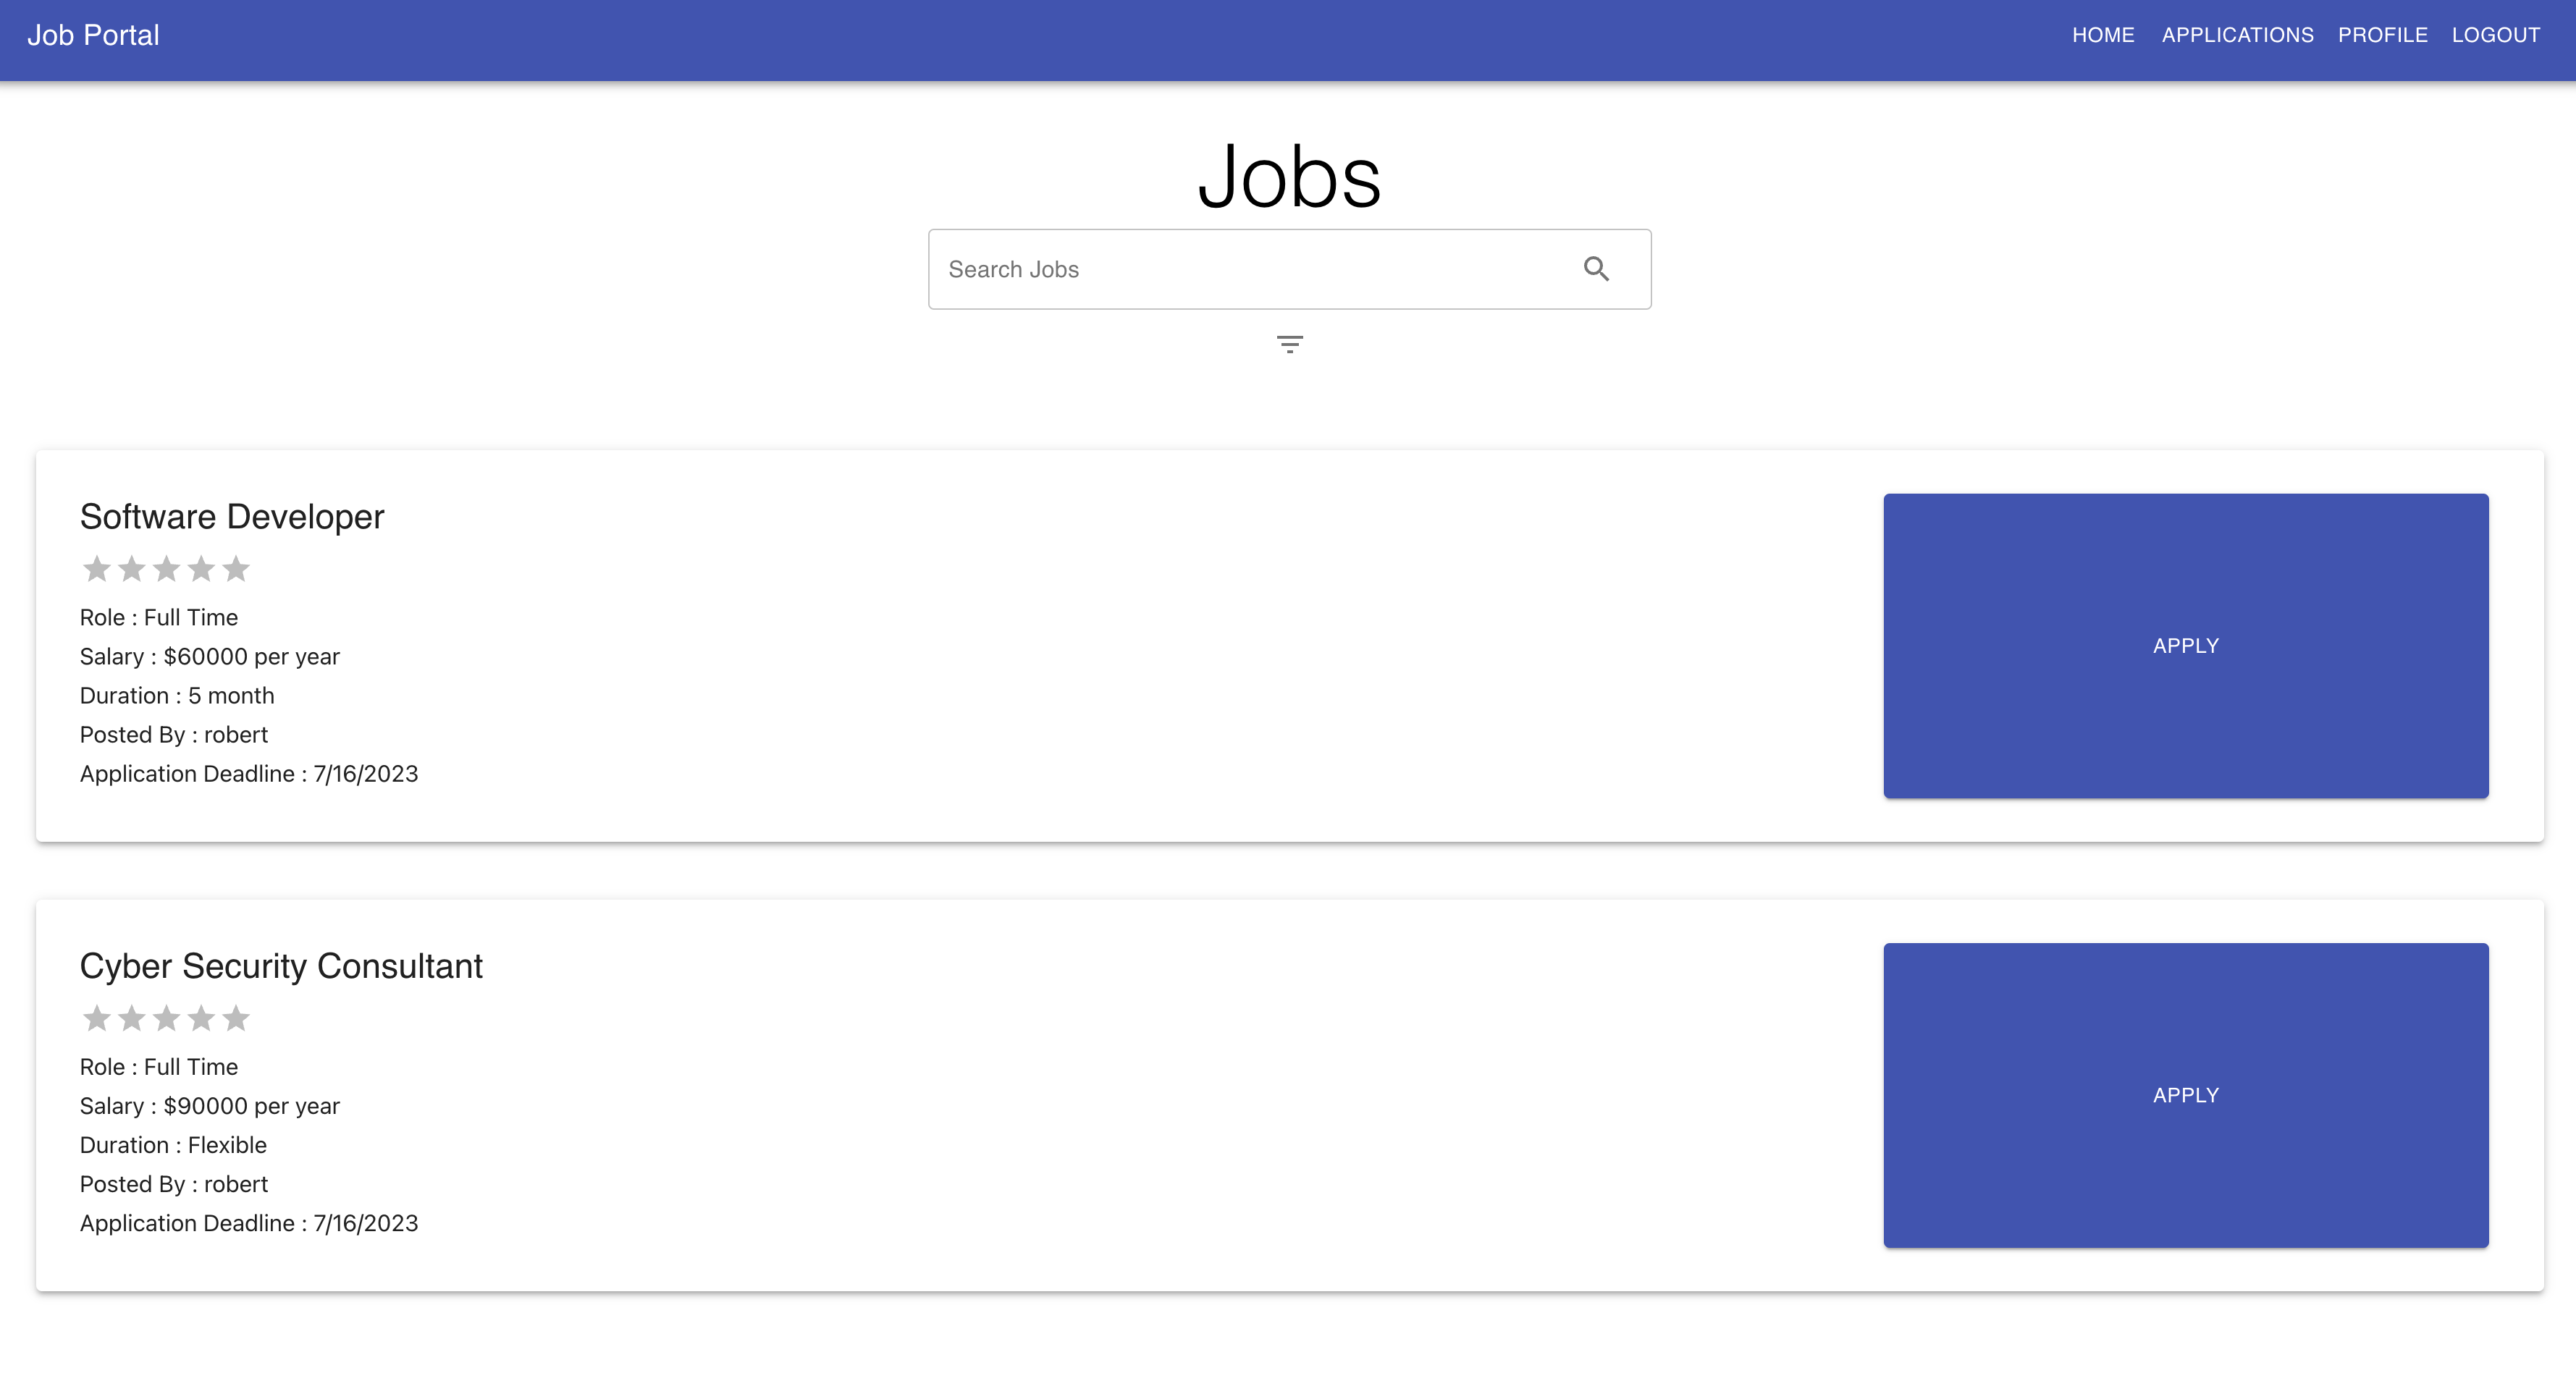 Job Portal
HOME APPLICATIONS PROFILE LOGOUT
Jobs
Search Jobs
Software Developer
Role : Full Time
Salary : $60000 per year
Duration : 5 month
Posted By : robert
Application Deadline : 7/16/2023
APPLY
Cyber Security Consultant
Role : Full Time
Salary : $90000 per year
Duration : Flexible
Posted By : robert
Application Deadline : 7/16/2023
APPLY